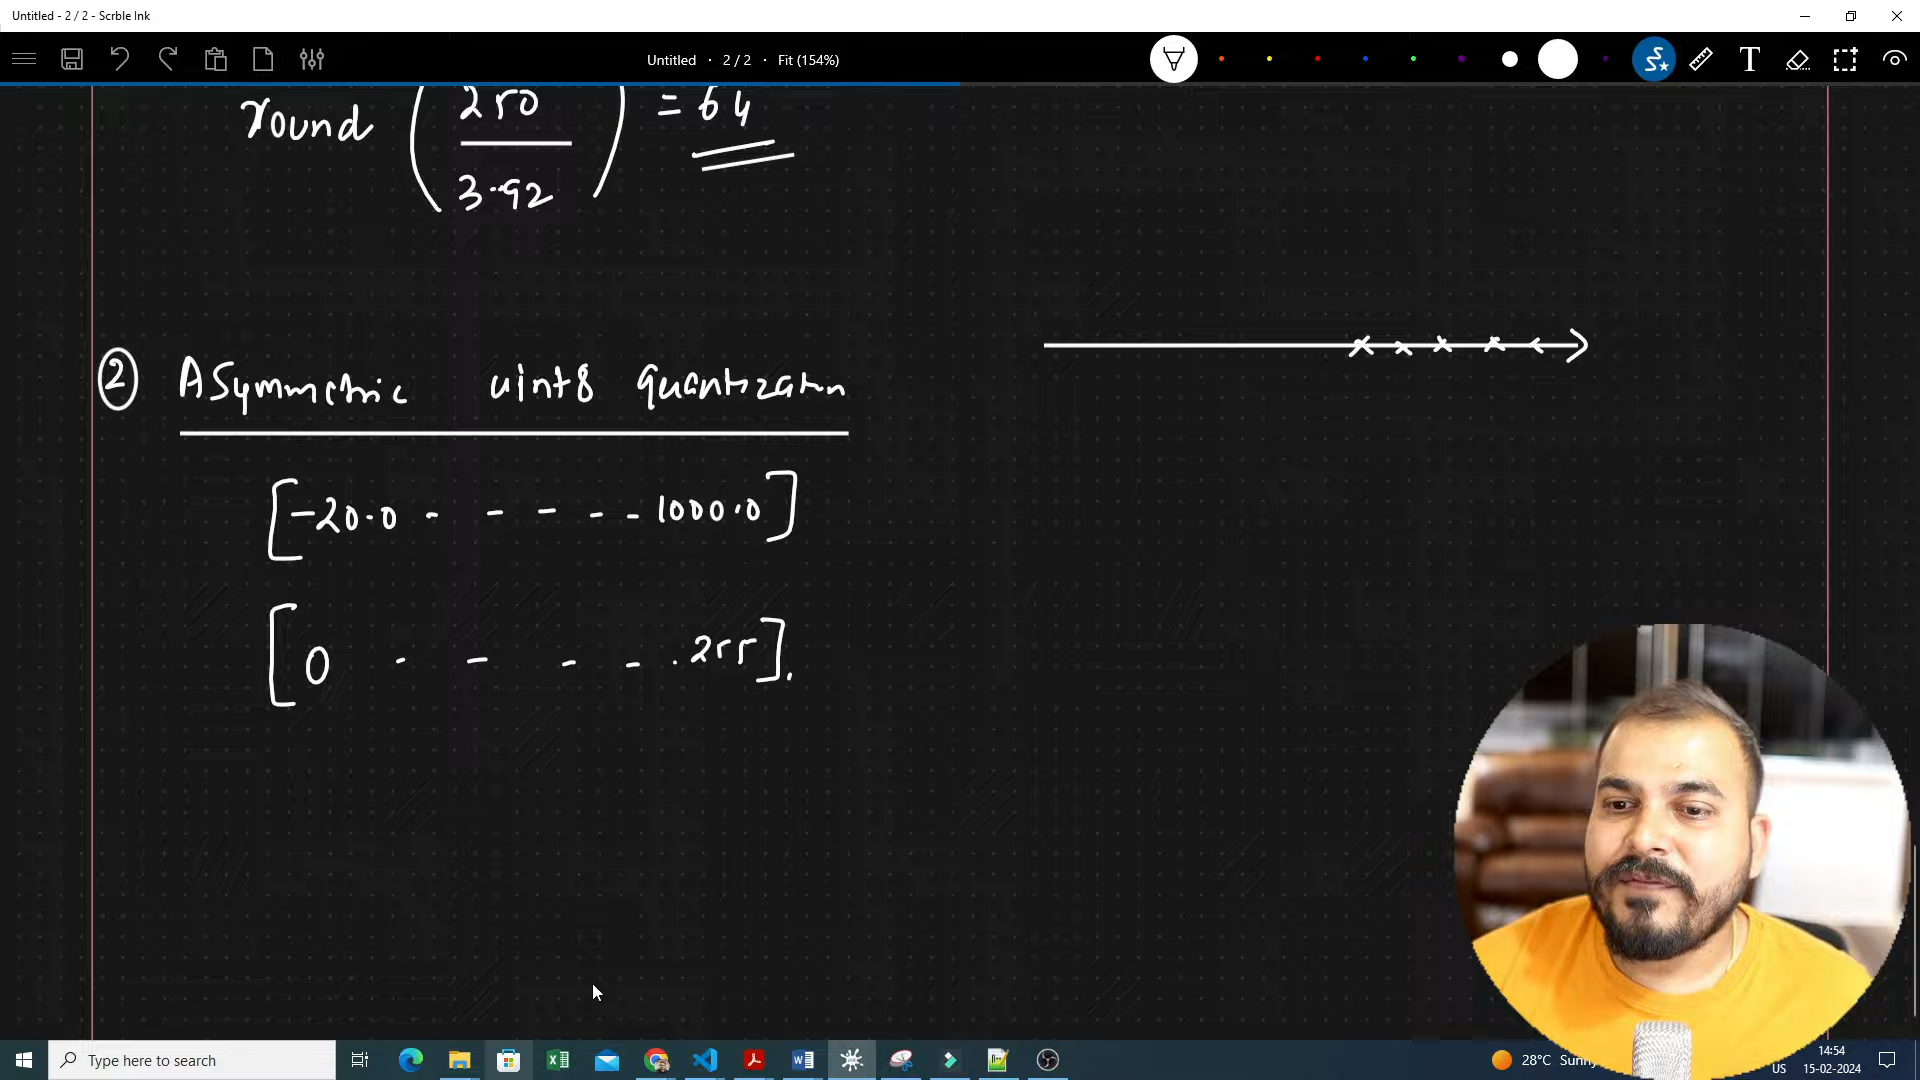 Untitled - 2 / 2 - Scrble Ink
Untitled · 2 / 2 · Fit (154%)
T
round ( 250 / 3.92 ) = 64
② ASymmetric uint8 quantization
[-20.0 - - - - - 1000.0]
[0 . - - - . 255].
Type here to search
28°C Sunny
14:54
US 15-02-2024